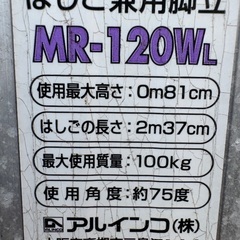 はしご兼用脚立
MR-120WL
使用最大高さ：0m81cm
はしごの長さ：2m37cm
最大使用質量：100kg
使用角度：約75度
アルインコ(株)